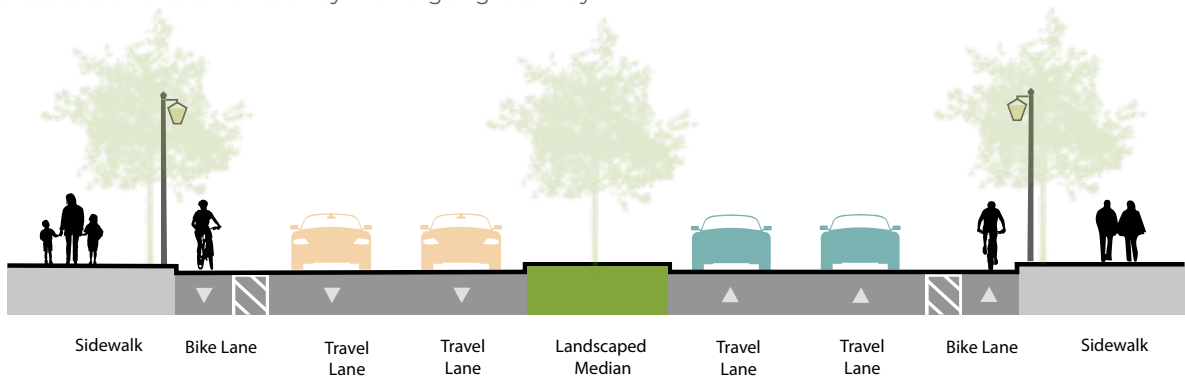 Sidewalk
Bike Lane
Travel
Lane
Travel
Lane
Landscaped
Median
Travel
Lane
Travel
Lane
Bike Lane
Sidewalk